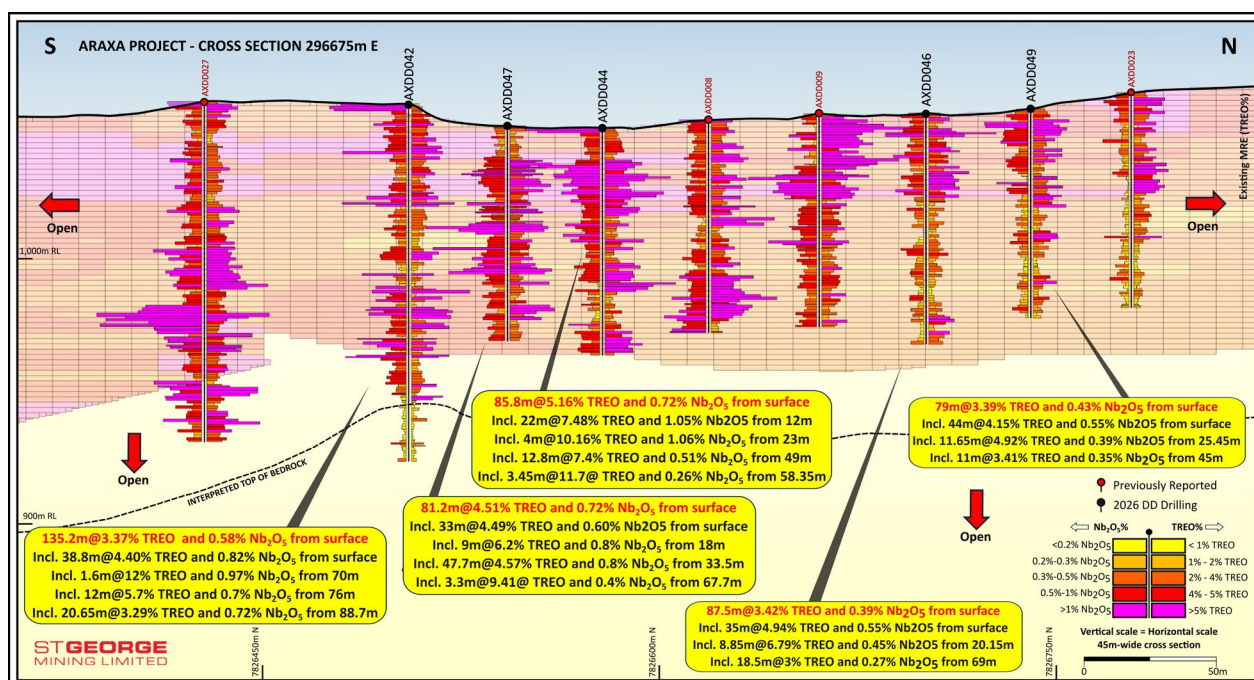 S ARAXA PROJECT - CROSS SECTION 296675m E N
AXDD027
AXDD042
AXDD047
AXDD044
AXDD008
AXDD009
AXDD046
AXDD049
AXDD023
Existing MRE (TREO%)
Open
Open
1,000m RL
85.8m@5.16% TREO and 0.72% Nb₂O₅ from surface
Incl. 22m@7.48% TREO and 1.05% Nb2O5 from 12m
Incl. 4m@10.16% TREO and 1.06% Nb₂O₅ from 23m
Incl. 12.8m@7.4% TREO and 0.51% Nb₂O₅ from 49m
Incl. 3.45m@11.7@ TREO and 0.26% Nb₂O₅ from 58.35m
79m@3.39% TREO and 0.43% Nb₂O₅ from surface
Incl. 44m@4.15% TREO and 0.55% Nb2O5 from surface
Incl. 11.65m@4.92% TREO and 0.39% Nb2O5 from 25.45m
Incl. 11m@3.41% TREO and 0.35% Nb₂O₅ from 45m
Open
INTERPRETED TOP OF BEDROCK
900m RL
81.2m@4.51% TREO and 0.72% Nb₂O₅ from surface
Incl. 33m@4.49% TREO and 0.60% Nb2O5 from surface
Incl. 9m@6.2% TREO and 0.8% Nb₂O₅ from 18m
Incl. 47.7m@4.57% TREO and 0.8% Nb₂O₅ from 33.5m
Incl. 3.3m@9.41@ TREO and 0.4% Nb₂O₅ from 67.7m
135.2m@3.37% TREO and 0.58% Nb₂O₅ from surface
Incl. 38.8m@4.40% TREO and 0.82% Nb₂O₅ from surface
Incl. 1.6m@12% TREO and 0.97% Nb₂O₅ from 70m
Incl. 12m@5.7% TREO and 0.7% Nb₂O₅ from 76m
Incl. 20.65m@3.29% TREO and 0.72% Nb₂O₅ from 88.7m
87.5m@3.42% TREO and 0.39% Nb₂O₅ from surface
Incl. 35m@4.94% TREO and 0.55% Nb2O5 from surface
Incl. 8.85m@6.79% TREO and 0.45% Nb2O5 from 20.15m
Incl. 18.5m@3% TREO and 0.27% Nb₂O₅ from 69m
Open
Previously Reported
2026 DD Drilling
Nb₂O₅% TREO%
<0.2% Nb₂O₅ < 1% TREO
0.2%-0.3% Nb₂O₅ 1% - 2% TREO
0.3%-0.5% Nb₂O₅ 2% - 4% TREO
0.5%-1% Nb₂O₅ 4% - 5% TREO
>1% Nb₂O₅ >5% TREO
Vertical scale = Horizontal scale
45m-wide cross section
0 50m
STGEORGE
MINING LIMITED
7826450m N
7826600m N
7826750m N